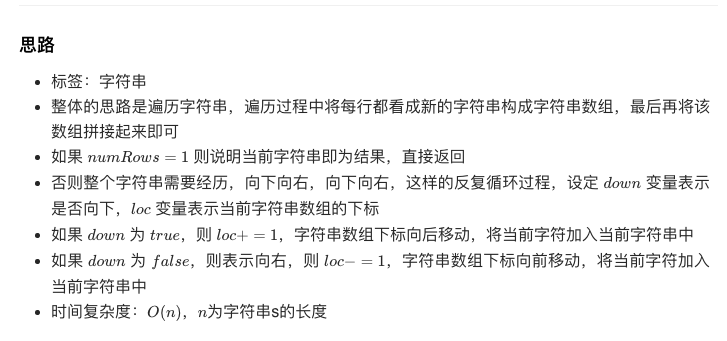 思路
标签：字符串
整体的思路是遍历字符串，遍历过程中将每行都看成新的字符串构成字符串数组，最后再将该
数组拼接起来即可
如果 numRows = 1 则说明当前字符串即为结果，直接返回
否则整个字符串需要经历，向下向右，向下向右，这样的反复循环过程，设定 down 变量表示
是否向下，loc 变量表示当前字符串数组的下标
如果 down 为 true，则 loc+ = 1，字符串数组下标向后移动，将当前字符加入当前字符串中
如果 down 为 false，则表示向右，则 loc− = 1，字符串数组下标向前移动，将当前字符加入
当前字符串中
时间复杂度：O(n)，n为字符串s的长度